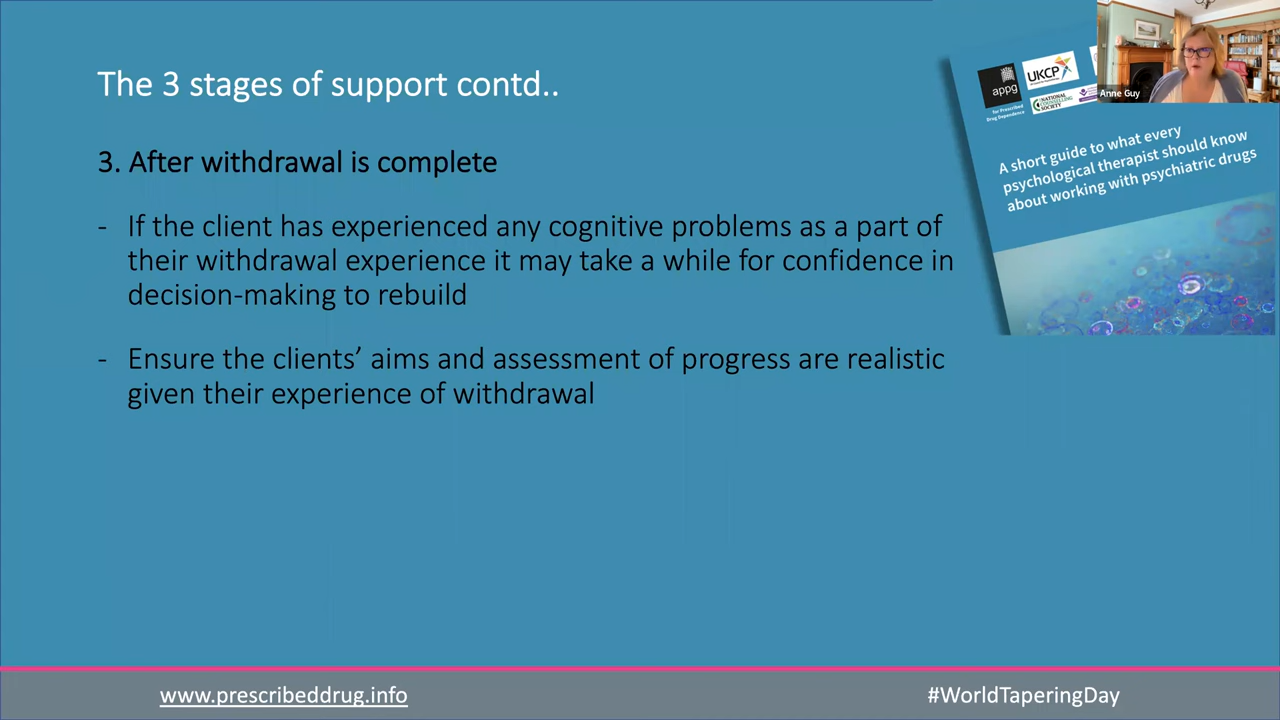 The 3 stages of support contd..
3. After withdrawal is complete
- If the client has experienced any cognitive problems as a part of
their withdrawal experience it may take a while for confidence in
decision-making to rebuild
- Ensure the clients’ aims and assessment of progress are realistic
given their experience of withdrawal
appg
for Prescribed
Drug Dependence
UKCP
NATIONAL
COUNSELLING
SOCIETY
Anne Guy
A short guide to what every
psychological therapist should know
about working with psychiatric drugs
www.prescribeddrug.info
#WorldTaperingDay